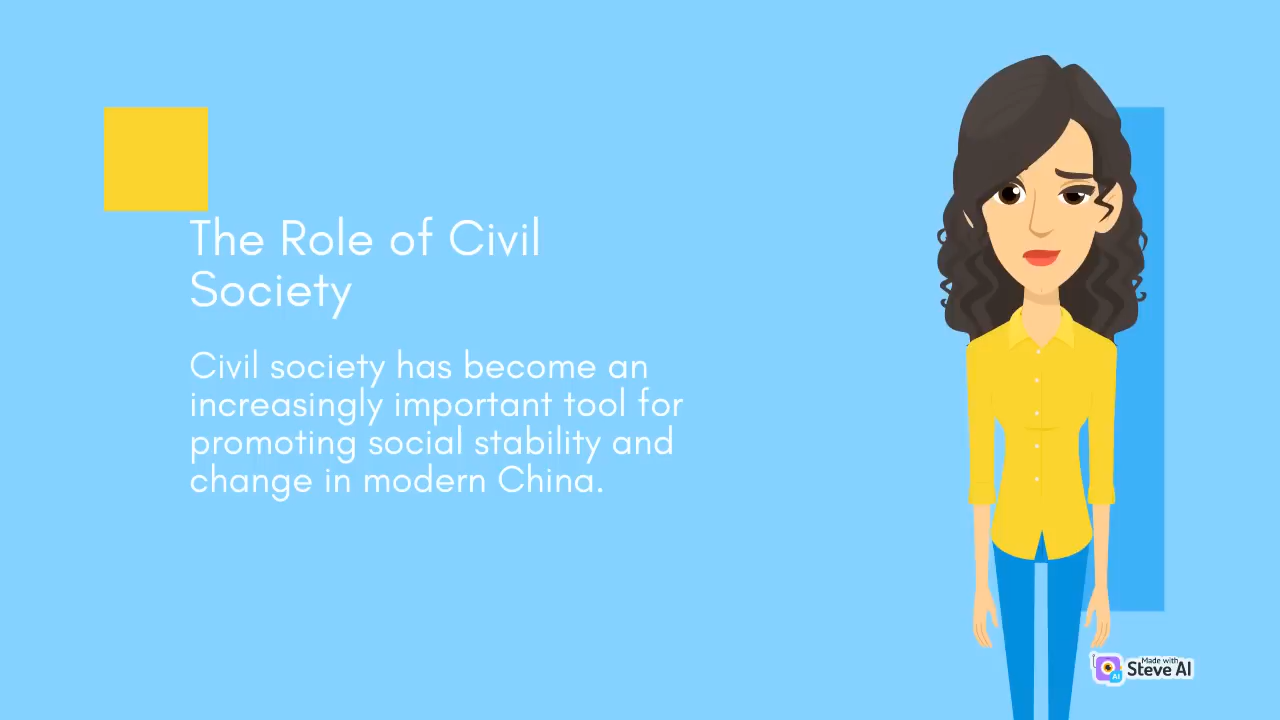 The Role of Civil
Society
Civil society has become an
increasingly important tool for
promoting social stability and
change in modern China.
Made with
Steve AI
AI